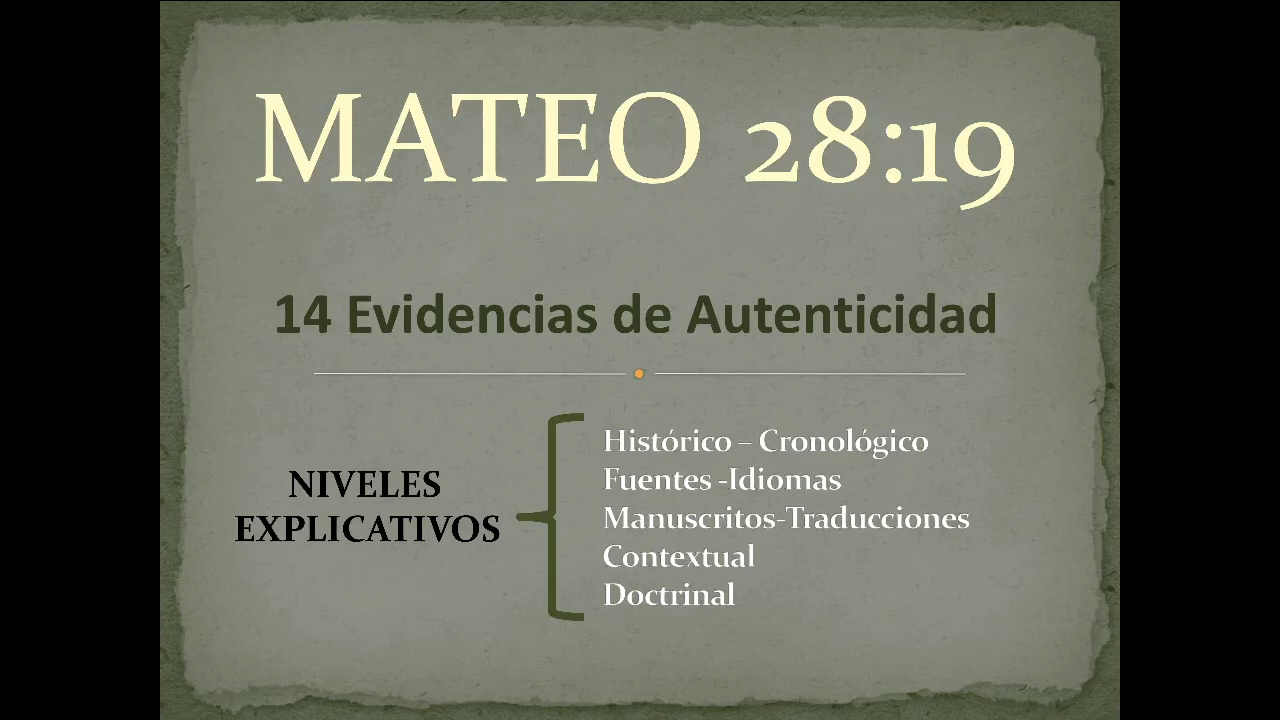 MATEO 28:19
14 Evidencias de Autenticidad
NIVELES
EXPLICATIVOS
Histórico – Cronológico
Fuentes -Idiomas
Manuscritos-Traducciones
Contextual
Doctrinal